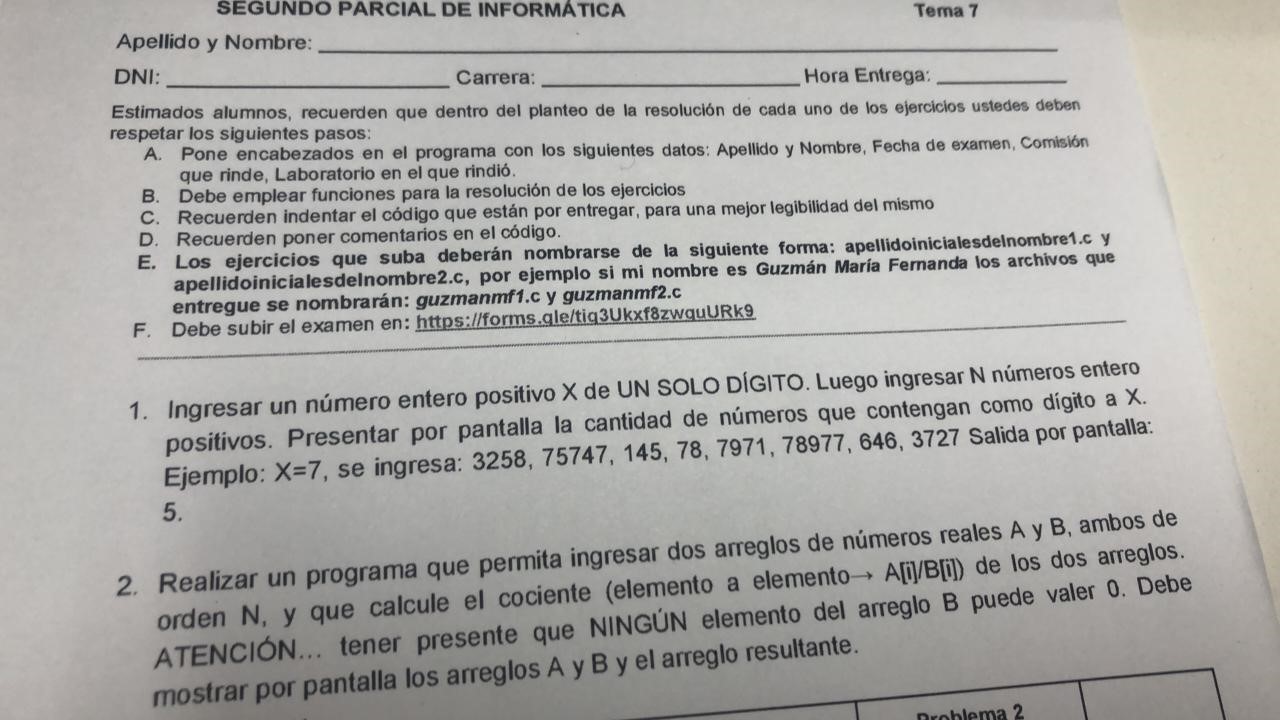 SEGUNDO PARCIAL DE INFORMÁTICA Tema 7
Apellido y Nombre:
DNI: Carrera: Hora Entrega:
Estimados alumnos, recuerden que dentro del planteo de la resolución de cada uno de los ejercicios ustedes deben
respetar los siguientes pasos:
A. Pone encabezados en el programa con los siguientes datos: Apellido y Nombre, Fecha de examen, Comisión
que rinde, Laboratorio en el que rindió.
B. Debe emplear funciones para la resolución de los ejercicios
C. Recuerden indentar el código que están por entregar, para una mejor legibilidad del mismo
D. Recuerden poner comentarios en el código.
E. Los ejercicios que suba deberán nombrarse de la siguiente forma: apellidoinicialesdelnombre1.c y
apellidoinicialesdelnombre2.c, por ejemplo si mi nombre es Guzmán María Fernanda los archivos que
entregue se nombrarán: guzmanmf1.c y guzmanmf2.c
F. Debe subir el examen en: https://forms.gle/tiq3Ukxf8zwguURk9
1. Ingresar un número entero positivo X de UN SOLO DÍGITO. Luego ingresar N números entero
positivos. Presentar por pantalla la cantidad de números que contengan como dígito a X.
Ejemplo: X=7, se ingresa: 3258, 75747, 145, 78, 7971, 78977, 646, 3727 Salida por pantalla:
5.
2. Realizar un programa que permita ingresar dos arreglos de números reales A y B, ambos de
orden N, y que calcule el cociente (elemento a elemento→ A[i]/B[i]) de los dos arreglos.
ATENCIÓN... tener presente que NINGÚN elemento del arreglo B puede valer 0. Debe
mostrar por pantalla los arreglos A y B y el arreglo resultante.
Problema 2